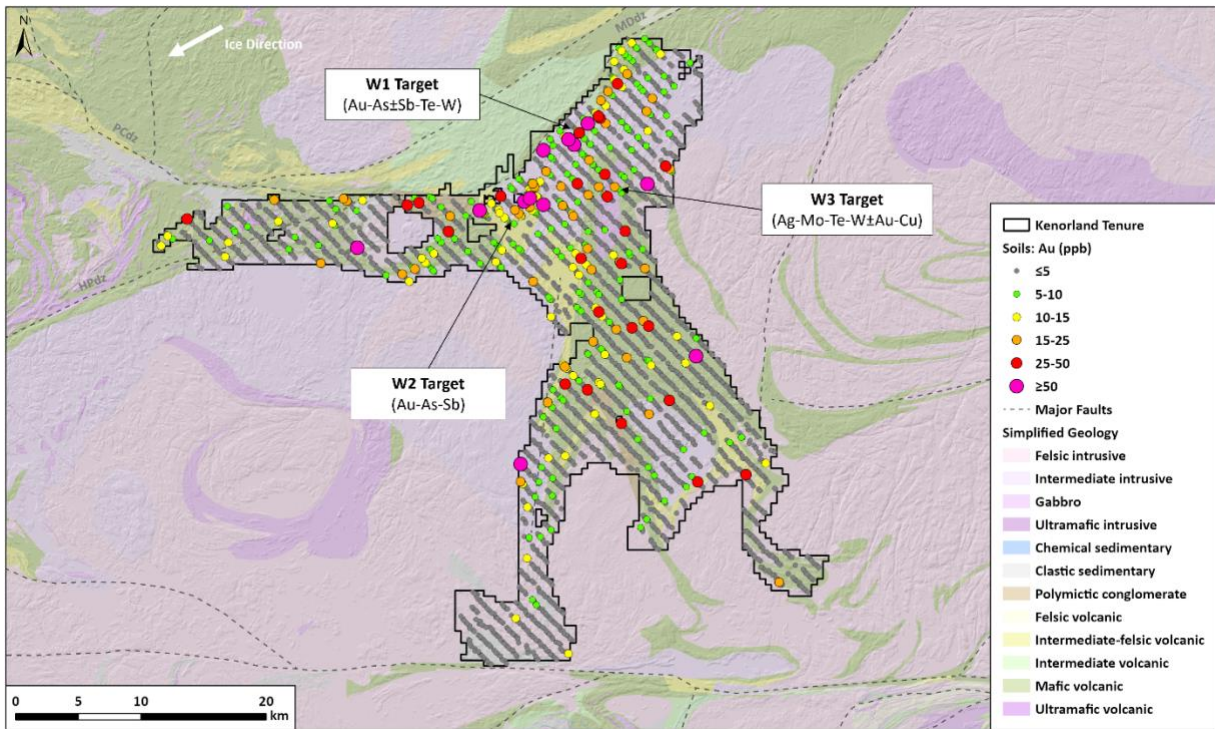 N
Ice Direction
MDdz
W1 Target
(Au-As±Sb-Te-W)
PCdz
W3 Target
(Ag-Mo-Te-W±Au-Cu)
HPdz
W2 Target
(Au-As-Sb)
Kenorland Tenure
Soils: Au (ppb)
≤5
5-10
10-15
15-25
25-50
≥50
Major Faults
Simplified Geology
Felsic intrusive
Intermediate intrusive
Gabbro
Ultramafic intrusive
Chemical sedimentary
Clastic sedimentary
Polymictic conglomerate
Felsic volcanic
Intermediate-felsic volcanic
Intermediate volcanic
Mafic volcanic
Ultramafic volcanic
0 5 10 20
km